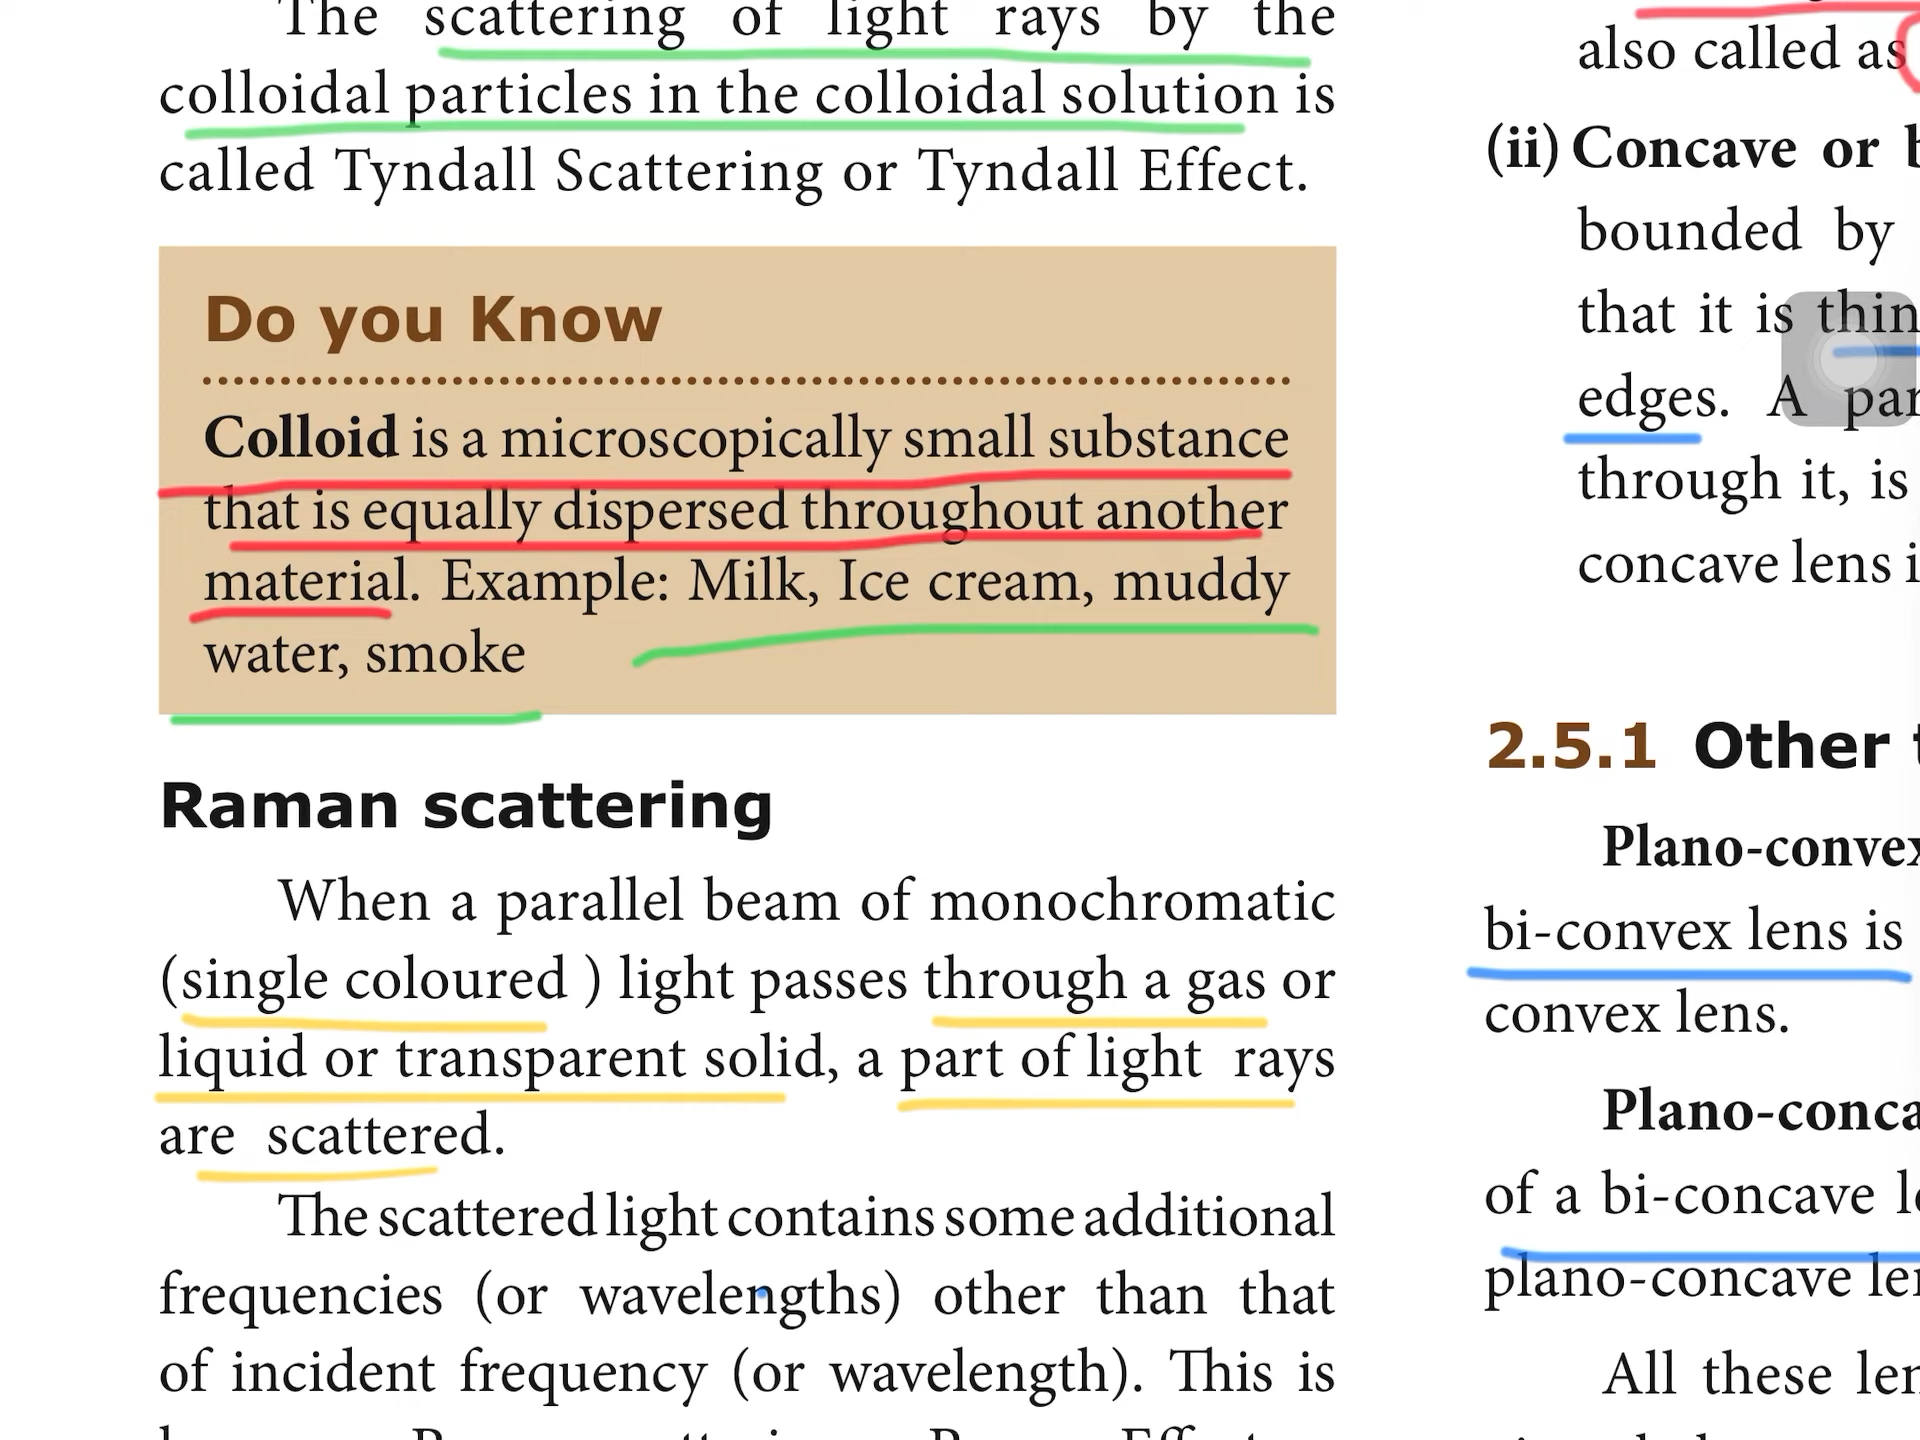 The scattering of light rays by the
colloidal particles in the colloidal solution is
called Tyndall Scattering or Tyndall Effect.
Do you Know
Colloid is a microscopically small substance
that is equally dispersed throughout another
material. Example: Milk, Ice cream, muddy
water, smoke
Raman scattering
When a parallel beam of monochromatic
(single coloured ) light passes through a gas or
liquid or transparent solid, a part of light rays
are scattered.
The scattered light contains some additional
frequencies (or wavelengths) other than that
of incident frequency (or wavelength). This is
also called as
(ii) Concave or
bounded by
that it is thin
edges. A
through it, is
concave lens
2.5.1 Other
Plano-convex
bi-convex lens is
convex lens.
of a bi-concave
plano-concave
All these